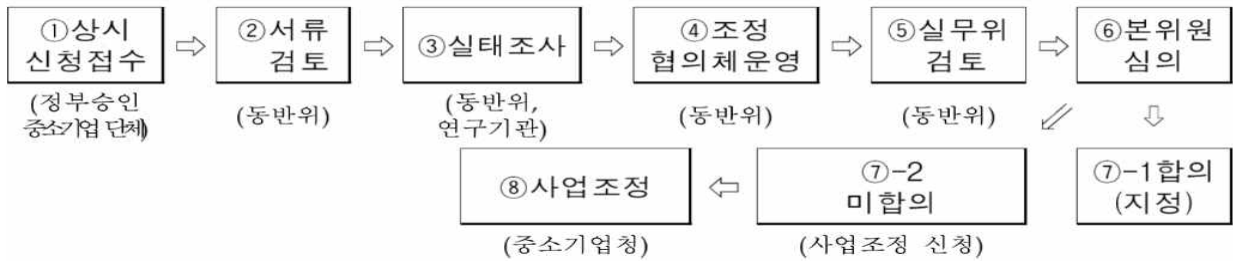 ①상시
신청접수
(정부승인
중소기업 단체)
②서류
검토
(동반위)
③실태조사
(동반위,
연구기관)
④조정
협의체운영
(동반위)
⑤실무위
검토
(동반위)
⑥본위원
심의
⑦-1합의
(지정)
⑦-2
미합의
(사업조정 신청)
⑧사업조정
(중소기업청)